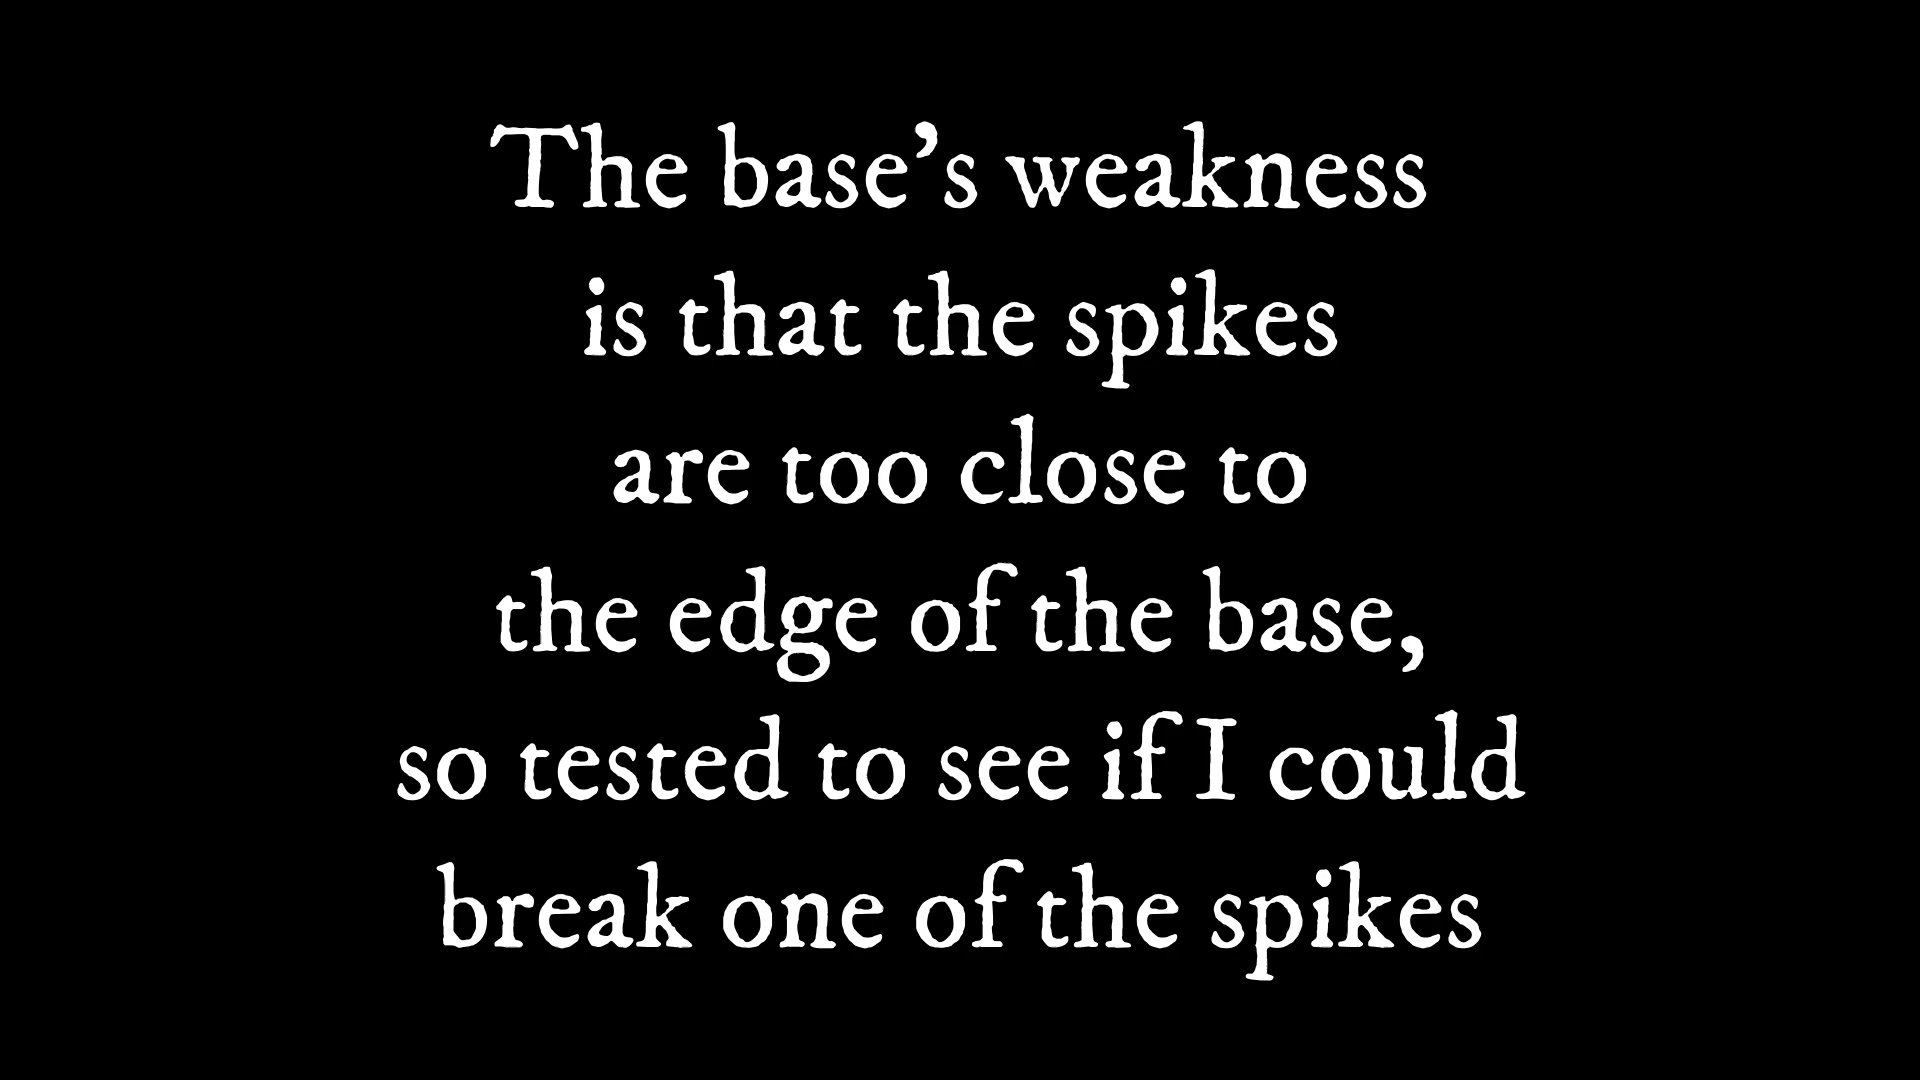 The base’s weakness
is that the spikes
are too close to
the edge of the base,
so tested to see if I could
break one of the spikes